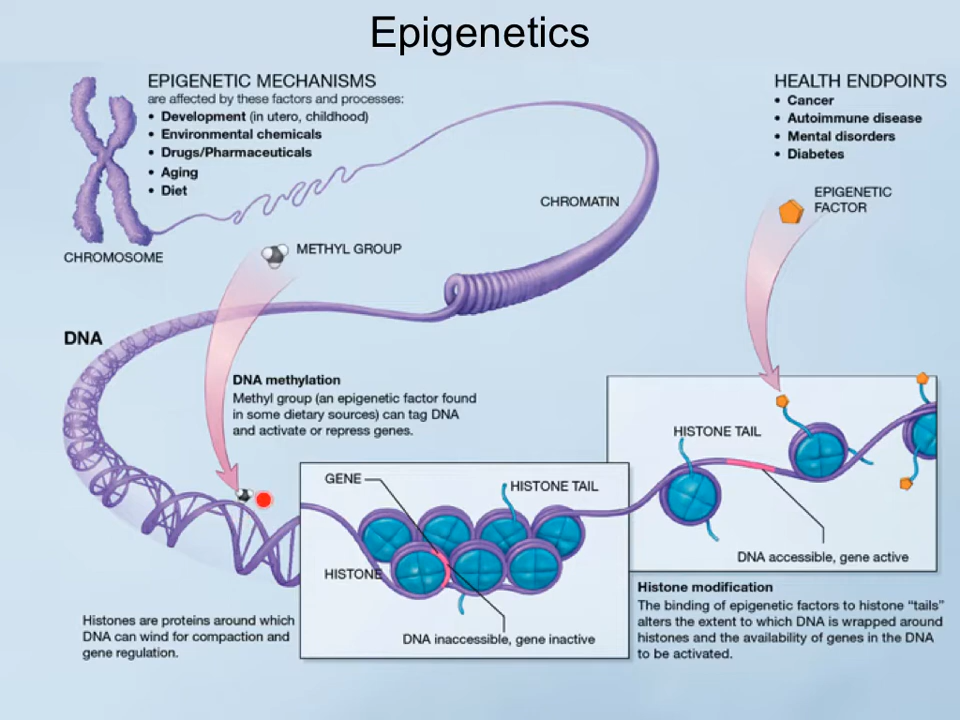 Epigenetics
EPIGENETIC MECHANISMS
are affected by these factors and processes:
• Development (in utero, childhood)
• Environmental chemicals
• Drugs/Pharmaceuticals
• Aging
• Diet
HEALTH ENDPOINTS
• Cancer
• Autoimmune disease
• Mental disorders
• Diabetes
EPIGENETIC
FACTOR
CHROMATIN
CHROMOSOME
METHYL GROUP
DNA
DNA methylation
Methyl group (an epigenetic factor found
in some dietary sources) can tag DNA
and activate or repress genes.
HISTONE TAIL
GENE
HISTONE TAIL
DNA accessible, gene active
HISTONE
DNA inaccessible, gene inactive
Histones are proteins around which
DNA can wind for compaction and
gene regulation.
Histone modification
The binding of epigenetic factors to histone “tails”
alters the extent to which DNA is wrapped around
histones and the availability of genes in the DNA
to be activated.